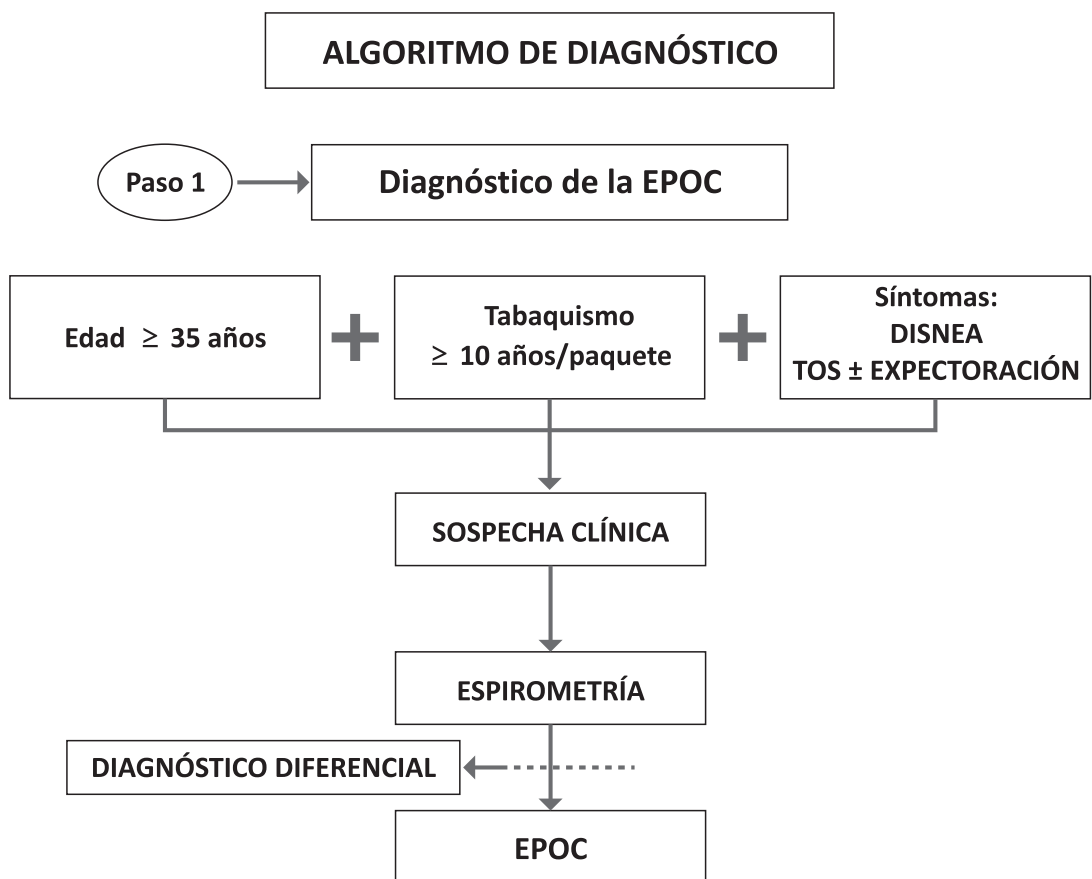 ALGORITMO DE DIAGNÓSTICO
Paso 1
Diagnóstico de la EPOC
Edad ≥ 35 años
Tabaquismo
≥ 10 años/paquete
Síntomas:
DISNEA
TOS ± EXPECTORACIÓN
SOSPECHA CLÍNICA
ESPIROMETRÍA
DIAGNÓSTICO DIFERENCIAL
EPOC